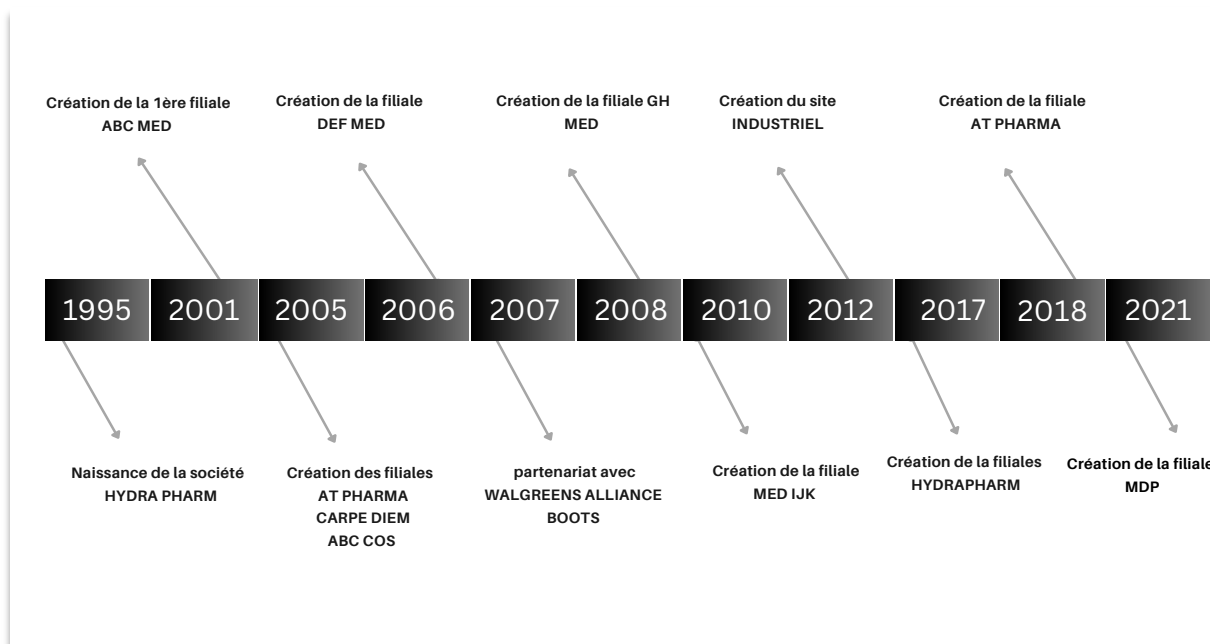 Création de la 1ère filiale
ABC MED
Création de la filiale
DEF MED
Création de la filiale GH
MED
Création du site
INDUSTRIEL
Création de la filiale
AT PHARMA
1995 2001 2005 2006 2007 2008 2010 2012 2017 2018 2021
Naissance de la société
HYDRA PHARM
Création des filiales
AT PHARMA
CARPE DIEM
ABC COS
partenariat avec
WALGREENS ALLIANCE
BOOTS
Création de la filiale
MED IJK
Création de la filiales
HYDRAPHARM
Création de la filiale
MDP